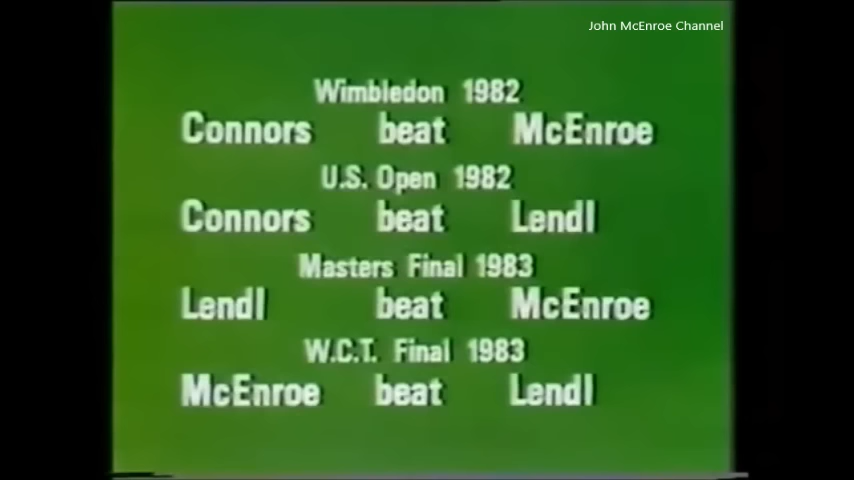 John McEnroe Channel
Wimbledon 1982
Connors beat McEnroe
U.S. Open 1982
Connors beat Lendl
Masters Final 1983
Lendl beat McEnroe
W.C.T. Final 1983
McEnroe beat Lendl